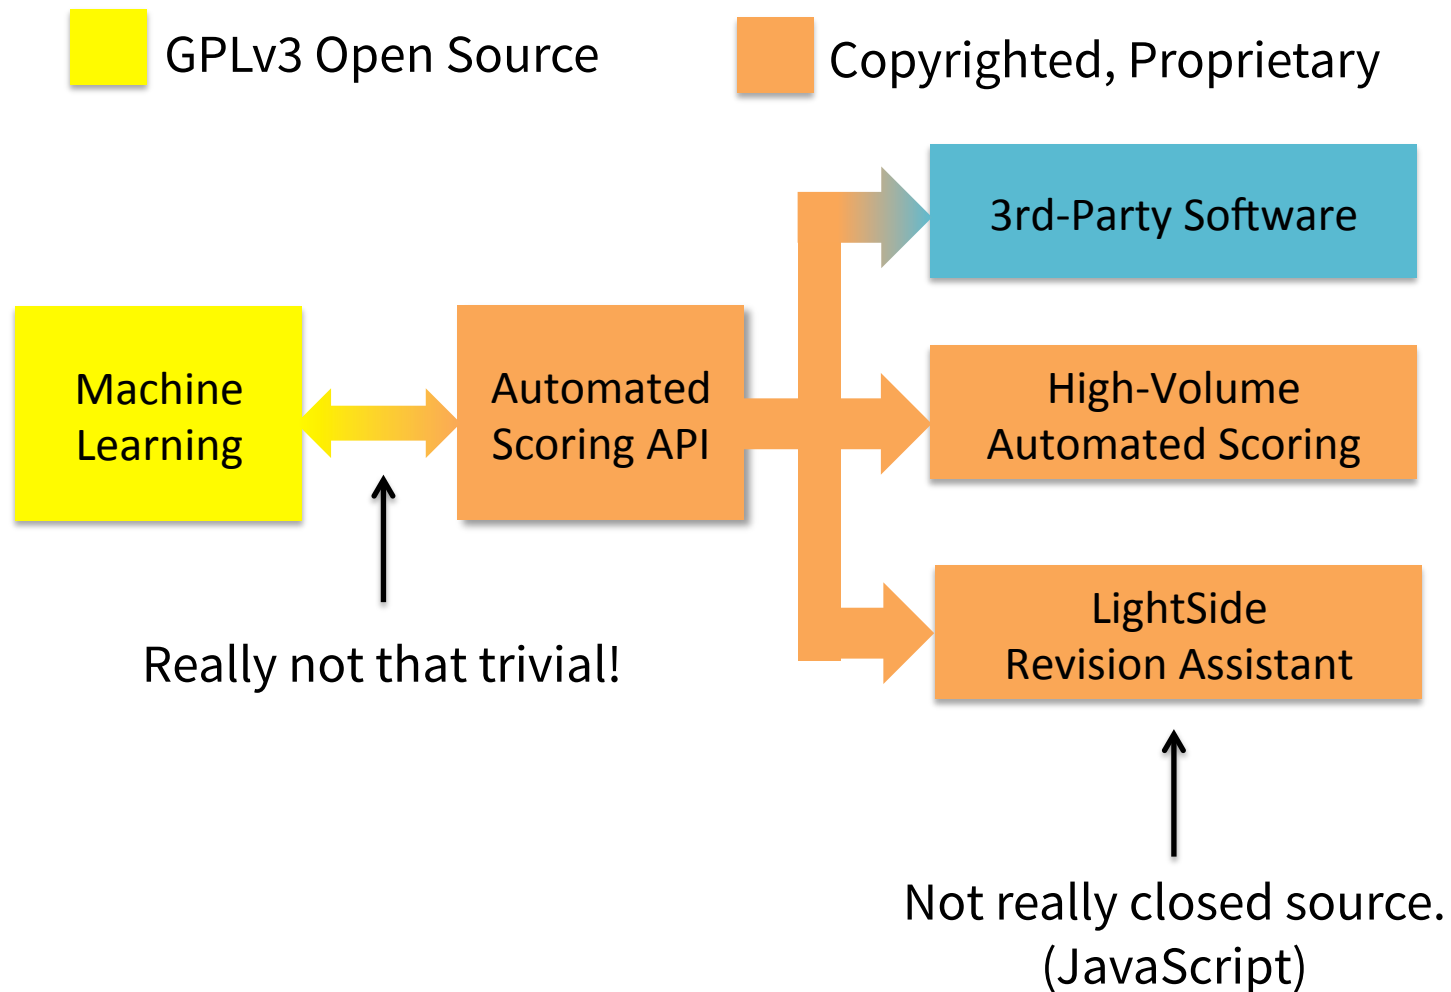 GPLv3 Open Source
Copyrighted, Proprietary
3rd-Party Software
Machine
Learning
Automated
Scoring API
High-Volume
Automated Scoring
LightSide
Revision Assistant
Really not that trivial!
Not really closed source.
(JavaScript)